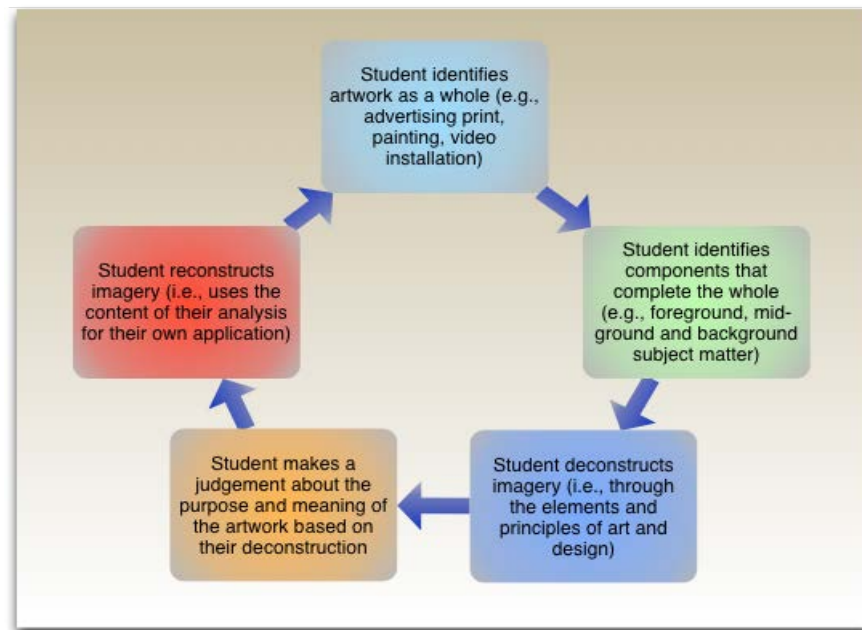 Student identifies
artwork as a whole (e.g.,
advertising print,
painting, video
installation)
Student identifies
components that
complete the whole
(e.g., foreground, mid-
ground and background
subject matter)
Student deconstructs
imagery (i.e., through
the elements and
principles of art and
design)
Student makes a
judgement about the
purpose and meaning of
the artwork based on
their deconstruction
Student reconstructs
imagery (i.e., uses the
content of their analysis
for their own application)